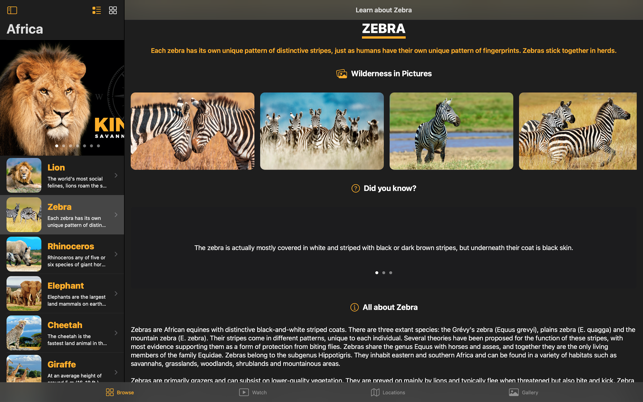 Learn about Zebra
Africa
KIN
SAVANN
Lion
The world's most social
felines, lions roam the s...
Zebra
Each zebra has its own
unique pattern of distin...
Rhinoceros
Rhinoceros any of five or
six species of giant hor...
Elephant
Elephants are the largest
land mammals on earth...
Cheetah
The cheetah is the
fastest land animal in th...
Giraffe
At an average height of
ZEBRA
Each zebra has its own unique pattern of distinctive stripes, just as humans have their own unique pattern of fingerprints. Zebras stick together in herds.
Wilderness in Pictures
Did you know?
The zebra is actually mostly covered in white and striped with black or dark brown stripes, but underneath their coat is black skin.
All about Zebra
Zebras are African equines with distinctive black-and-white striped coats. There are three extant species: the Grévy's zebra (Equus grevyi), plains zebra (E. quagga) and the
mountain zebra (E. zebra). Their stripes come in different patterns, unique to each individual. Several theories have been proposed for the function of these stripes, with
most evidence supporting them as a form of protection from biting flies. Zebras share the genus Equus with horses and asses, and together they are the only living
members of the family Equidae. Zebras belong to the subgenus Hippotigris. They inhabit eastern and southern Africa and can be found in a variety of habitats such as
savannahs, grasslands, woodlands, shrublands and mountainous areas.
Zebras are primarily grazers and can subsist on lower-quality vegetation. They are preyed on mainly by lions and typically flee when threatened but also bite and kick. Zebra
Browse
Watch
Locations
Gallery